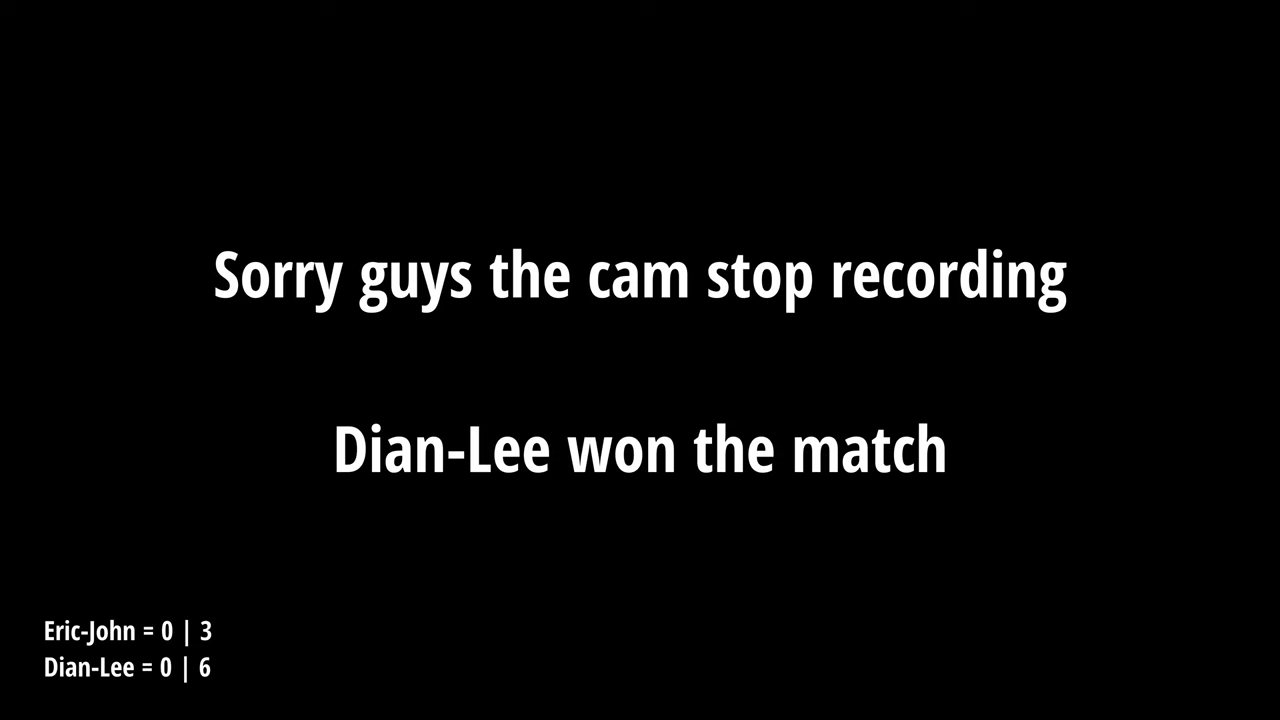 Sorry guys the cam stop recording
Dian-Lee won the match
Eric-John = 0 | 3
Dian-Lee = 0 | 6